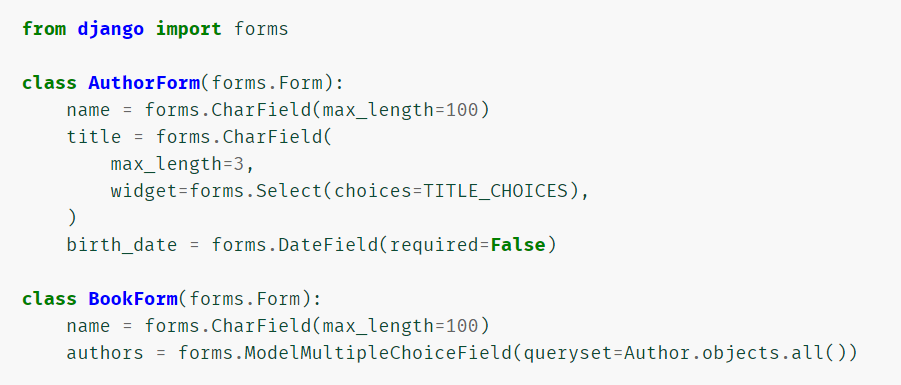 from django import forms

class AuthorForm(forms.Form):
    name = forms.CharField(max_length=100)
    title = forms.CharField(
        max_length=3,
        widget=forms.Select(choices=TITLE_CHOICES),
    )
    birth_date = forms.DateField(required=False)

class BookForm(forms.Form):
    name = forms.CharField(max_length=100)
    authors = forms.ModelMultipleChoiceField(queryset=Author.objects.all())